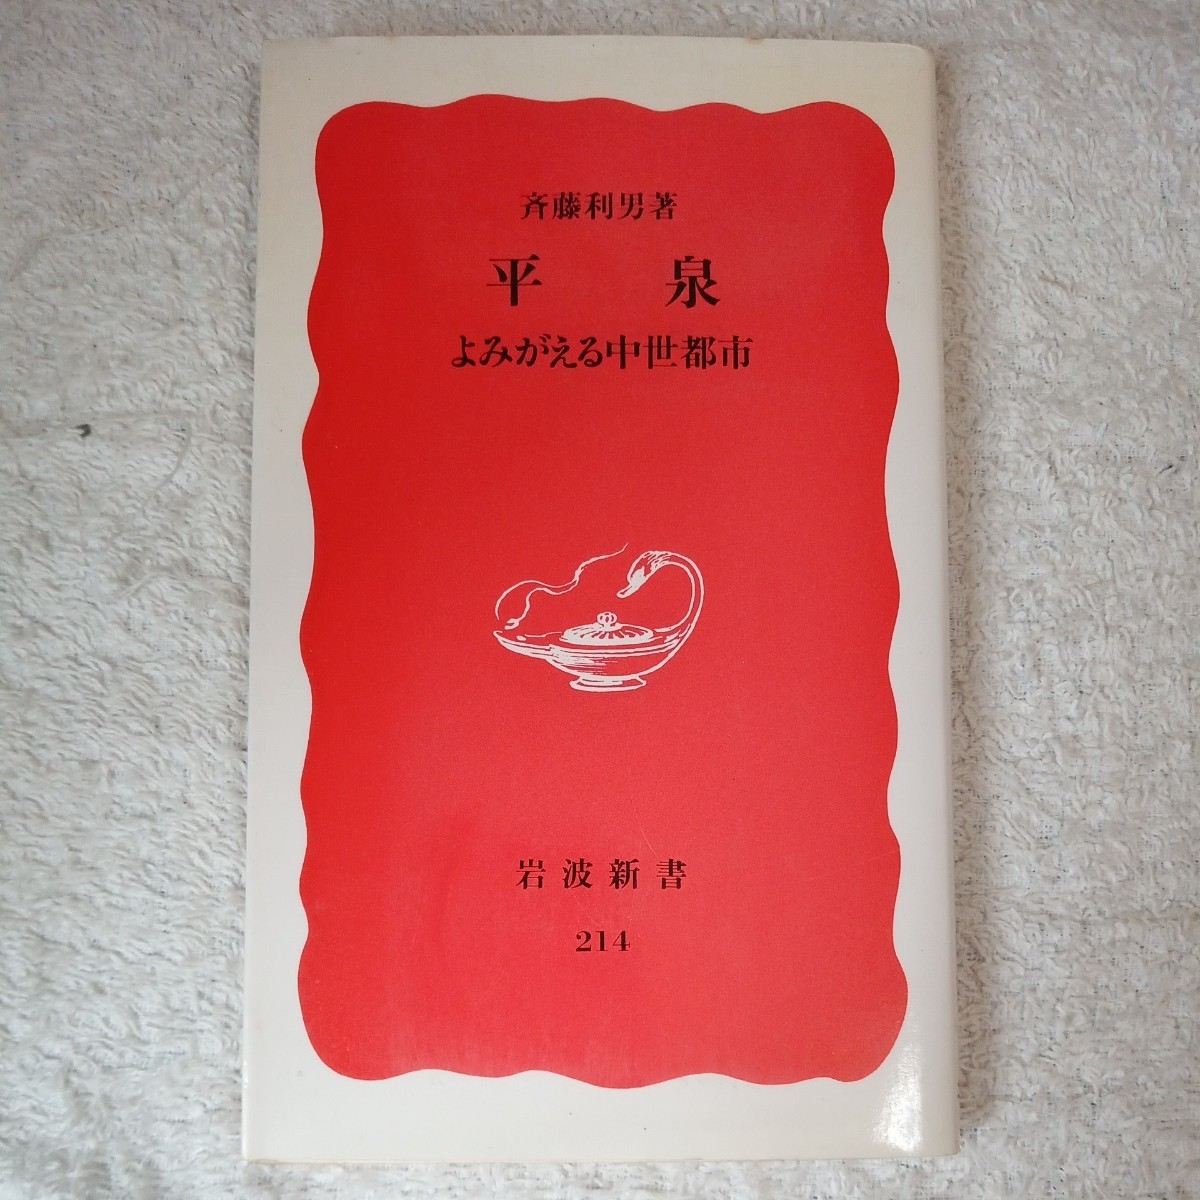 斉藤利男著
平泉
よみがえる中世都市
岩波新書
214